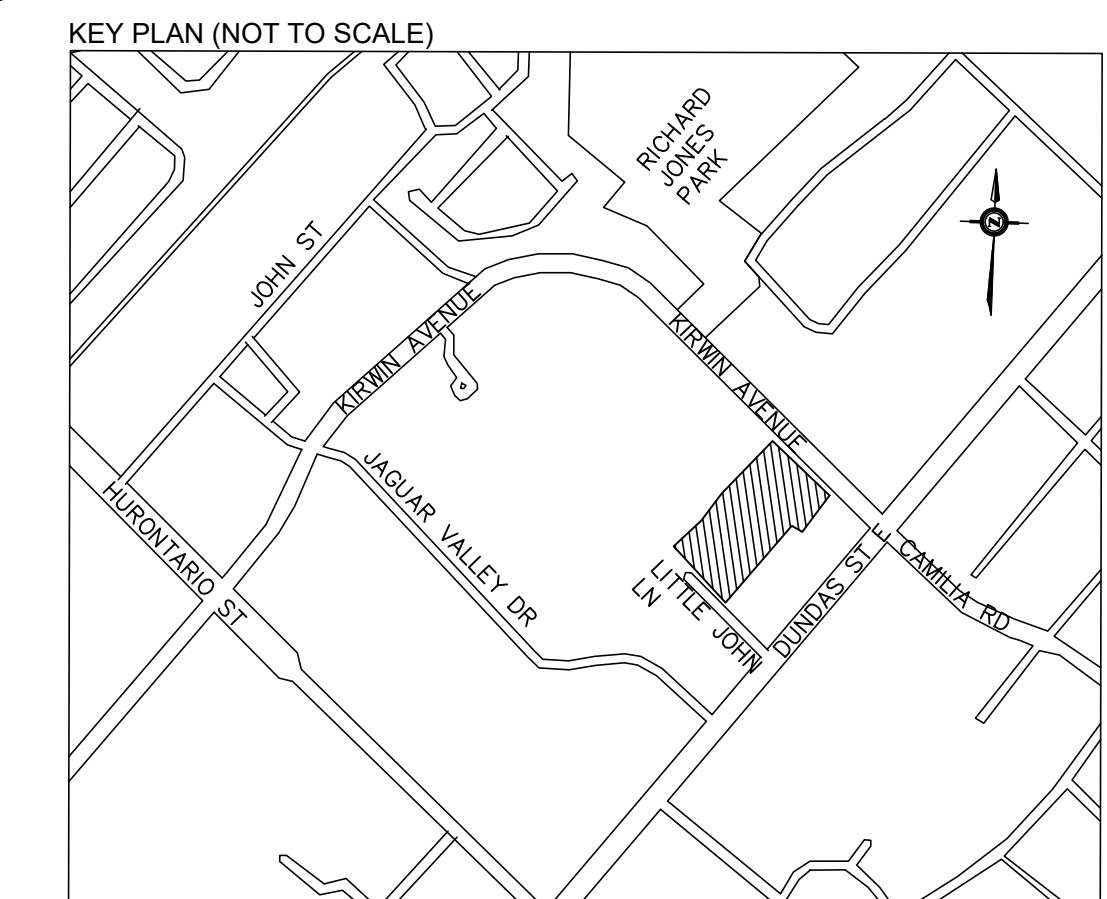 KEY PLAN (NOT TO SCALE)
RICHARD
JONES
PARK
JOHN ST
N
KIRWIN AVENUE
KIRWIN AVENUE
JAGUAR VALLEY DR
HURONTARIO ST
LITTLE JOHN
LN
DUNDAS ST E
CAMILIA RD